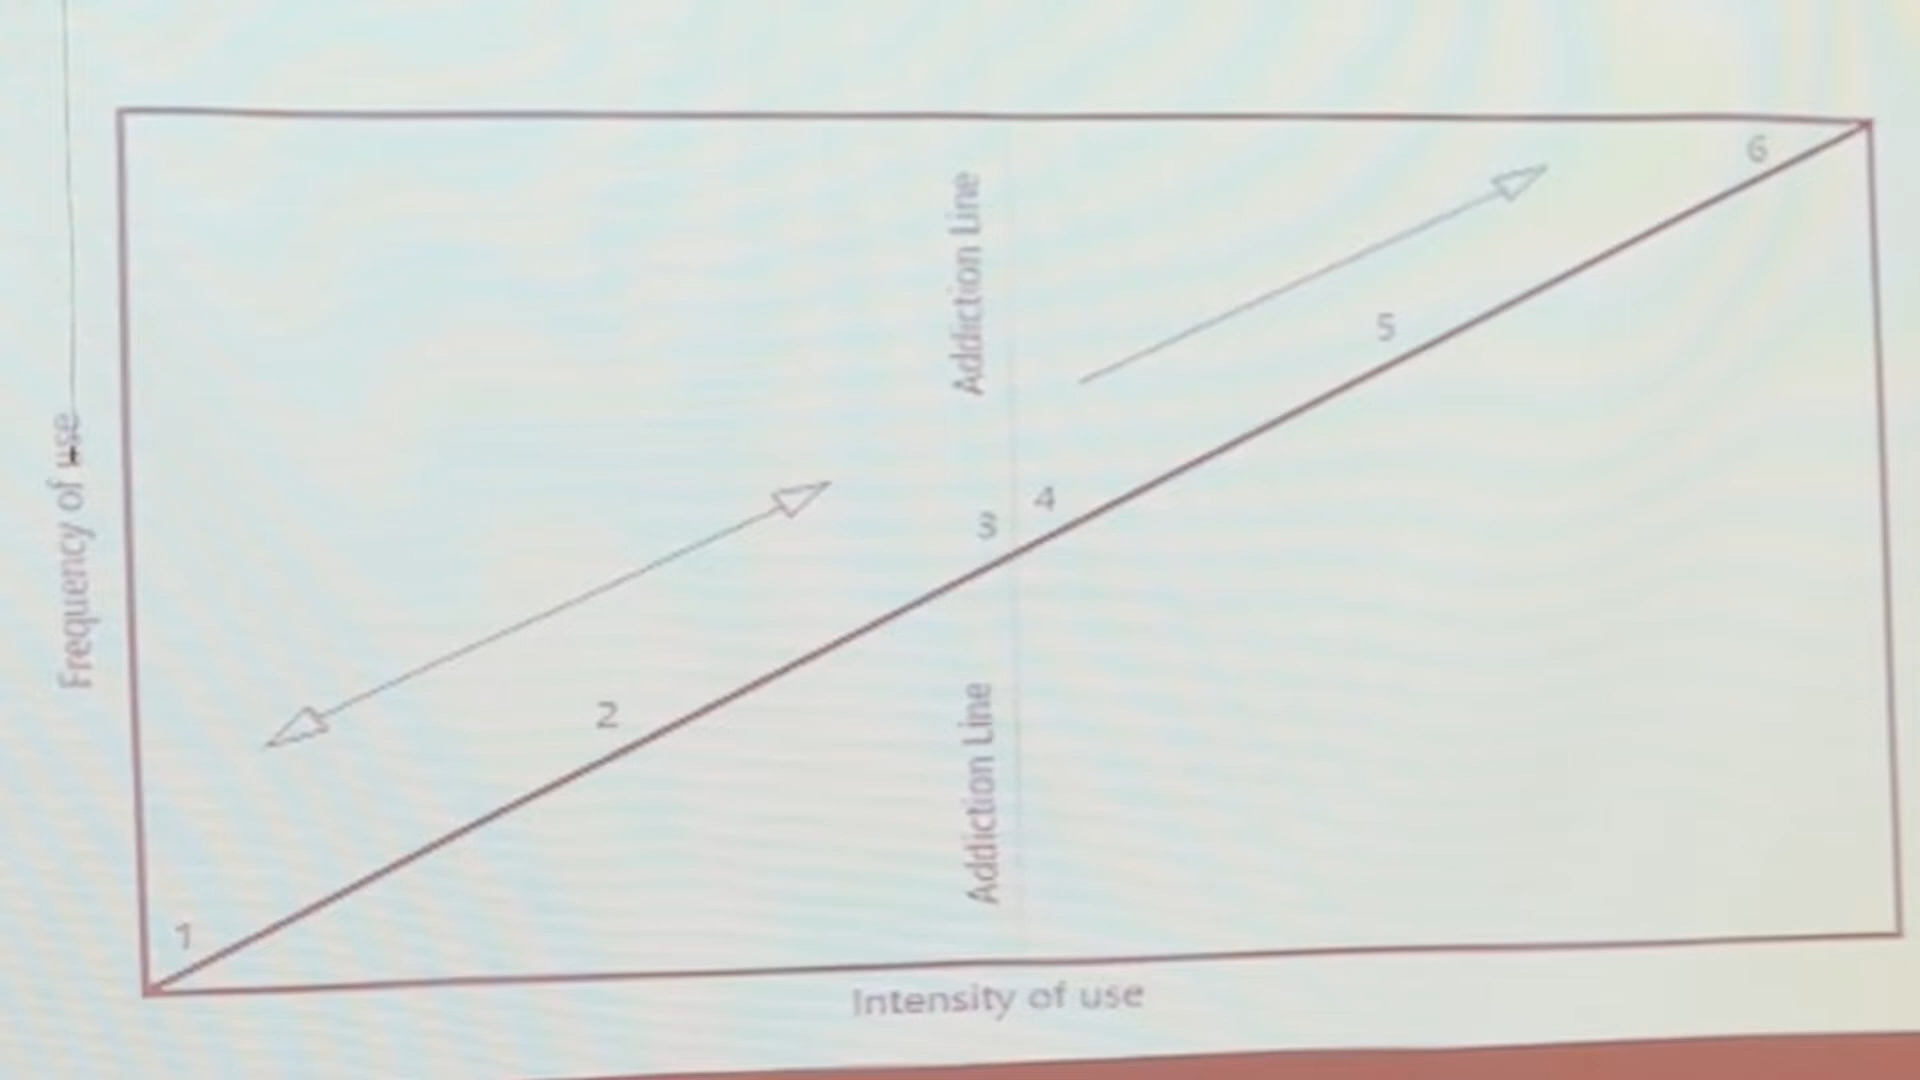 Frequency of use
Addiction Line
6
5
4
3
2
Addiction Line
1
Intensity of use